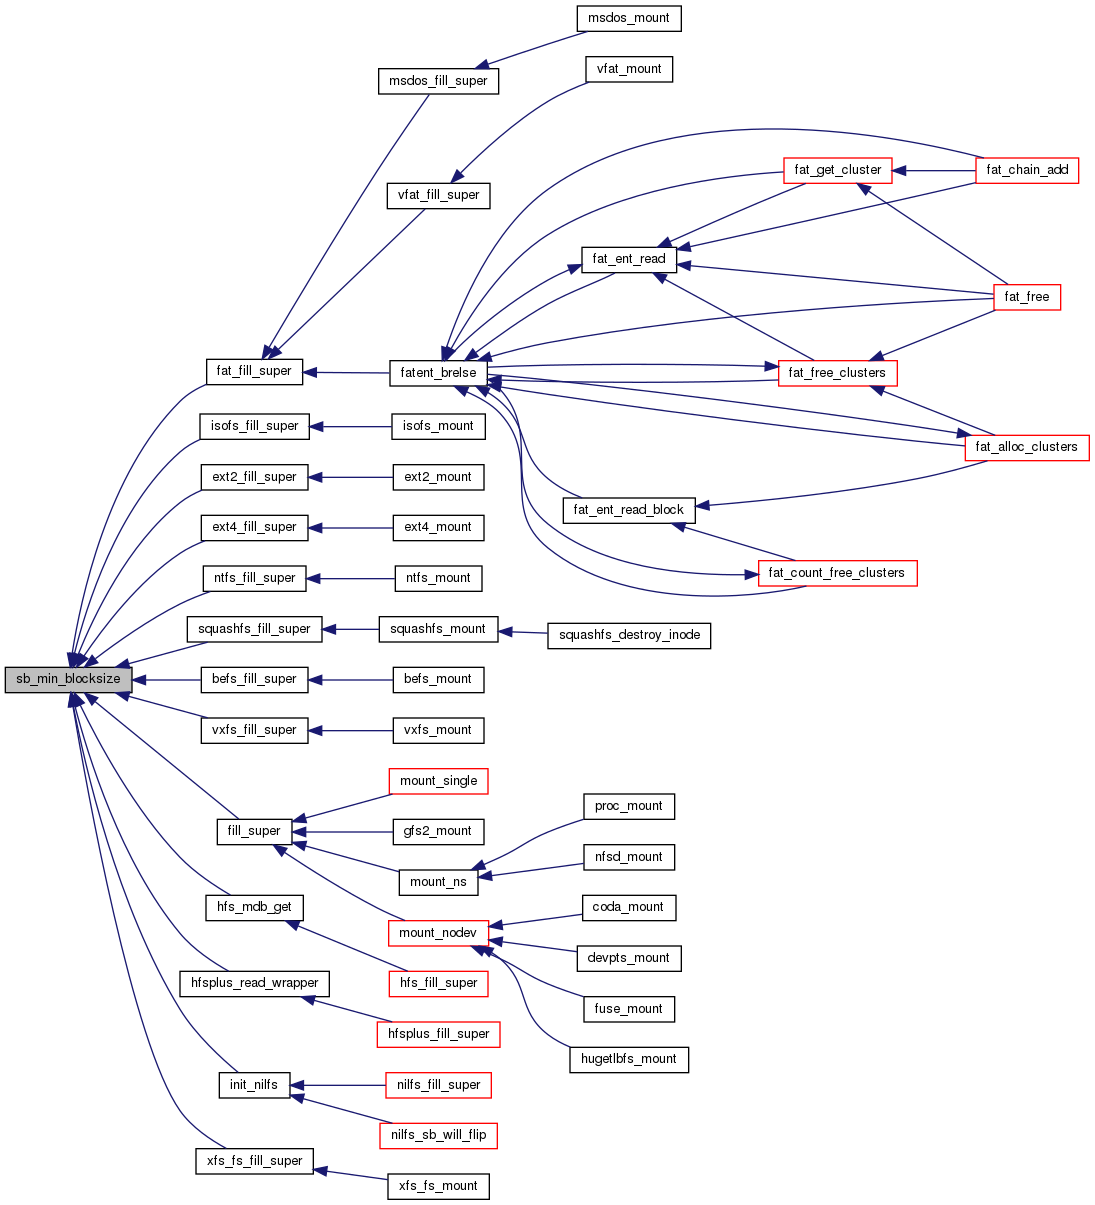 msdos_mount
vfat_mount
msdos_fill_super
fat_get_cluster
fat_chain_add
vfat_fill_super
fat_ent_read
fat_free
fat_fill_super
fatent_brelse
fat_free_clusters
isofs_fill_super
isofs_mount
fat_alloc_clusters
ext2_fill_super
ext2_mount
fat_ent_read_block
ext4_fill_super
ext4_mount
ntfs_fill_super
ntfs_mount
fat_count_free_clusters
squashfs_fill_super
squashfs_mount
squashfs_destroy_inode
sb_min_blocksize
befs_fill_super
befs_mount
vxfs_fill_super
vxfs_mount
mount_single
proc_mount
fill_super
gfs2_mount
nfsd_mount
mount_ns
hfs_mdb_get
coda_mount
mount_nodev
devpts_mount
hfsplus_read_wrapper
hfs_fill_super
fuse_mount
hfsplus_fill_super
hugetlbfs_mount
init_nilfs
nilfs_fill_super
nilfs_sb_will_flip
xfs_fs_fill_super
xfs_fs_mount